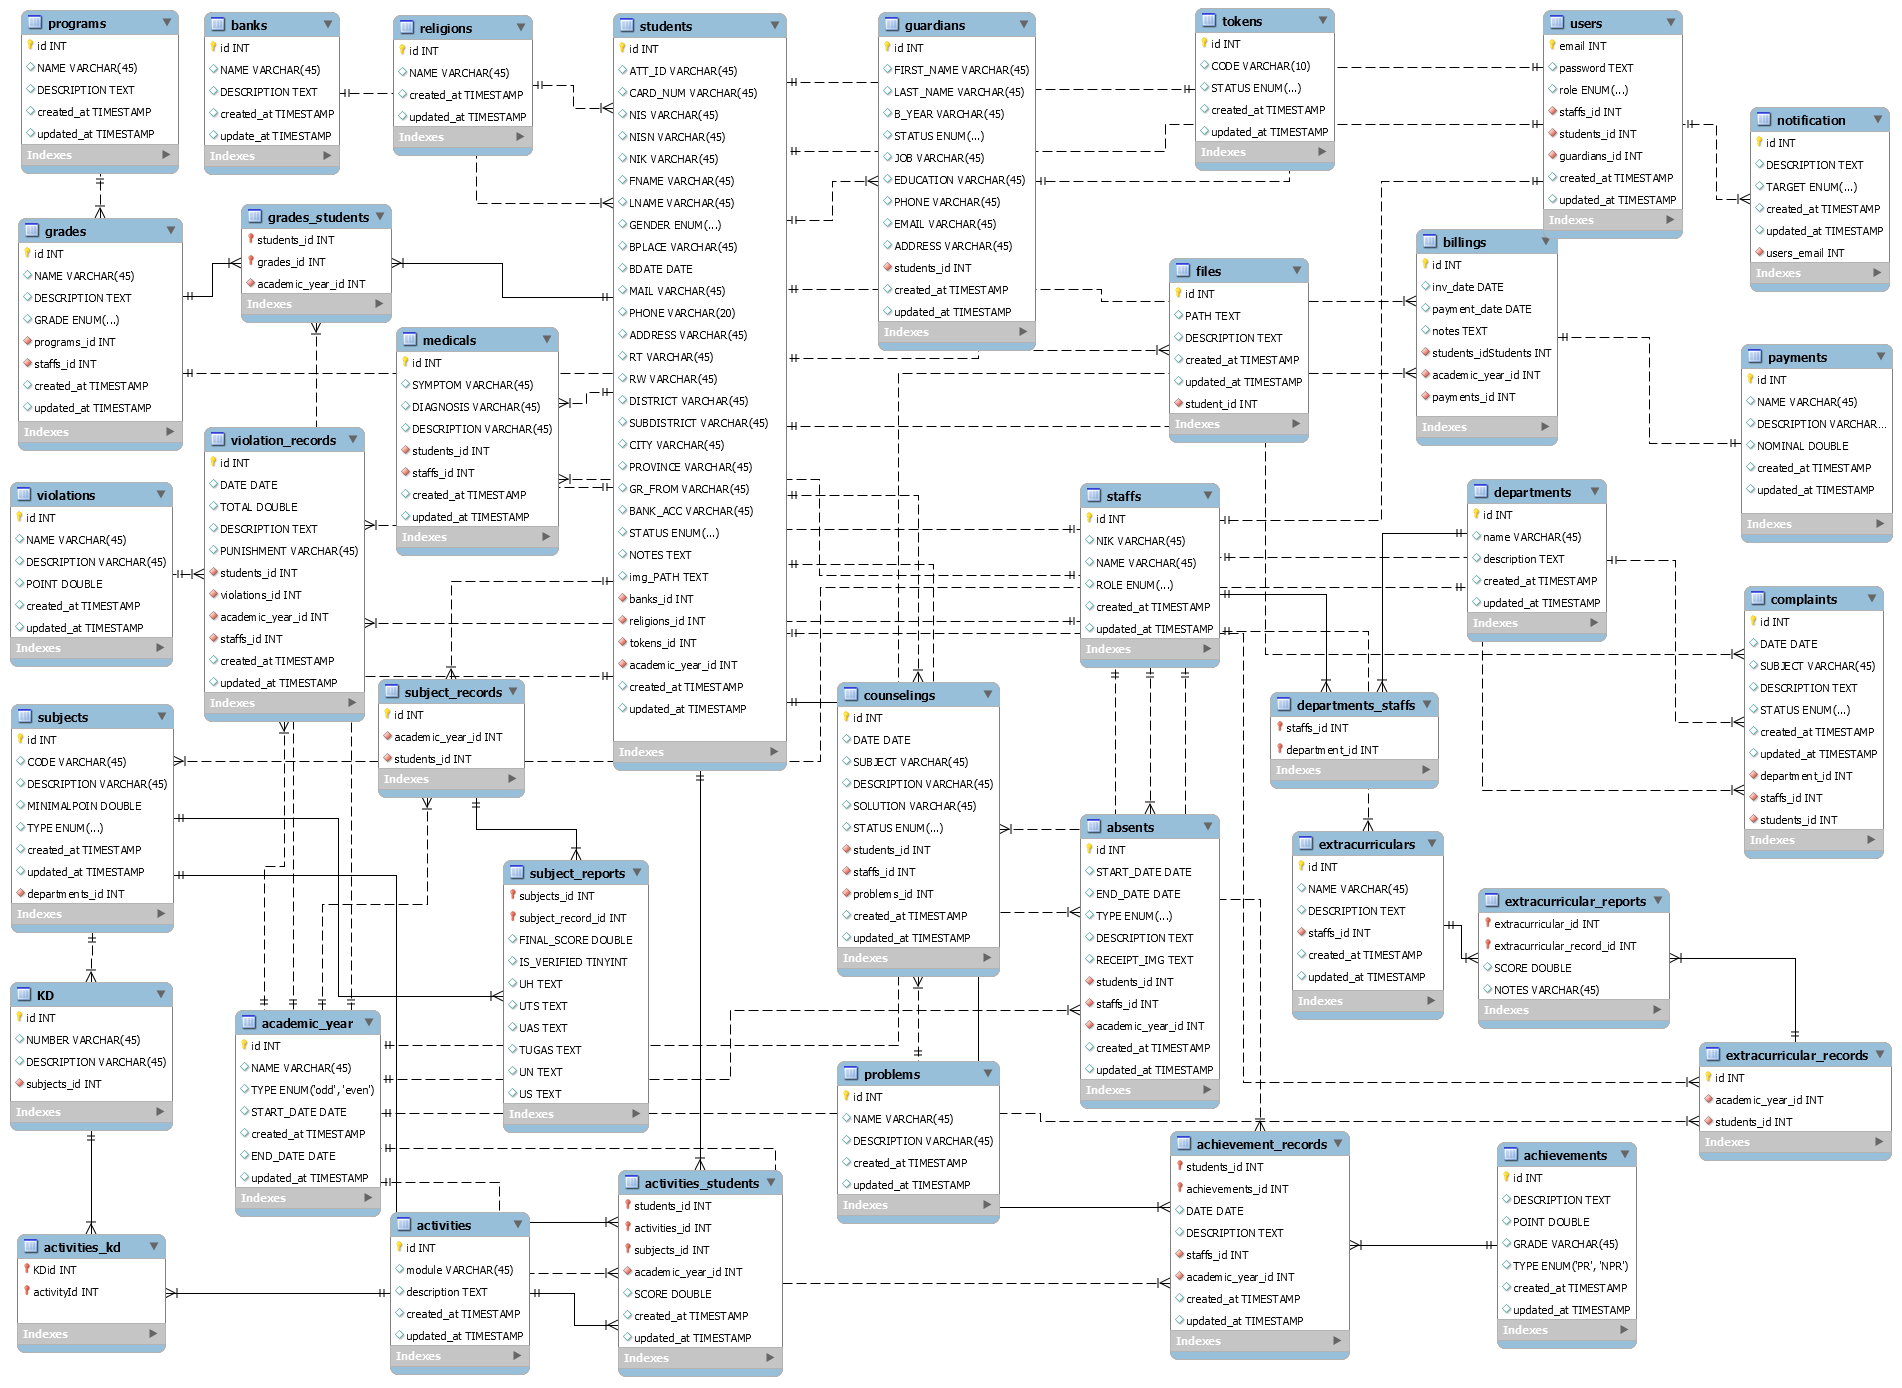 programs
id INT
NAME VARCHAR(45)
DESCRIPTION TEXT
created_at TIMESTAMP
updated_at TIMESTAMP
Indexes
banks
id INT
NAME VARCHAR(45)
DESCRIPTION TEXT
created_at TIMESTAMP
update_at TIMESTAMP
Indexes
religions
id INT
NAME VARCHAR(45)
created_at TIMESTAMP
updated_at TIMESTAMP
Indexes
students
id INT
ATT_ID VARCHAR(45)
CARD_NUM VARCHAR(45)
NIS VARCHAR(45)
NISN VARCHAR(45)
NIK VARCHAR(45)
FNAME VARCHAR(45)
LNAME VARCHAR(45)
GENDER ENUM(...)
BPLACE VARCHAR(45)
BDATE DATE
MAIL VARCHAR(45)
PHONE VARCHAR(20)
ADDRESS VARCHAR(45)
RT VARCHAR(45)
RW VARCHAR(45)
DISTRICT VARCHAR(45)
SUBDISTRICT VARCHAR(45)
CITY VARCHAR(45)
PROVINCE VARCHAR(45)
GR_FROM VARCHAR(45)
BANK_ACC VARCHAR(45)
STATUS ENUM(...)
NOTES TEXT
img_PATH TEXT
banks_id INT
religions_id INT
tokens_id INT
academic_year_id INT
created_at TIMESTAMP
updated_at TIMESTAMP
Indexes
guardians
id INT
FIRST_NAME VARCHAR(45)
LAST_NAME VARCHAR(45)
B_YEAR VARCHAR(45)
STATUS ENUM(...)
JOB VARCHAR(45)
EDUCATION VARCHAR(45)
PHONE VARCHAR(45)
EMAIL VARCHAR(45)
ADDRESS VARCHAR(45)
students_id INT
created_at TIMESTAMP
updated_at TIMESTAMP
Indexes
tokens
id INT
CODE VARCHAR(10)
STATUS ENUM(...)
created_at TIMESTAMP
updated_at TIMESTAMP
Indexes
users
email INT
password TEXT
role ENUM(...)
staffs_id INT
students_id INT
guardians_id INT
created_at TIMESTAMP
updated_at TIMESTAMP
Indexes
notification
id INT
DESCRIPTION TEXT
TARGET ENUM(...)
created_at TIMESTAMP
updated_at TIMESTAMP
users_email INT
Indexes
grades
id INT
NAME VARCHAR(45)
DESCRIPTION TEXT
GRADE ENUM(...)
programs_id INT
staffs_id INT
created_at TIMESTAMP
updated_at TIMESTAMP
Indexes
grades_students
students_id INT
grades_id INT
academic_year_id INT
Indexes
medicals
id INT
SYMPTOM VARCHAR(45)
DIAGNOSIS VARCHAR(45)
DESCRIPTION VARCHAR(45)
students_id INT
staffs_id INT
created_at TIMESTAMP
updated_at TIMESTAMP
Indexes
files
id INT
PATH TEXT
DESCRIPTION TEXT
created_at TIMESTAMP
updated_at TIMESTAMP
student_id INT
Indexes
billings
id INT
inv_date DATE
payment_date DATE
notes TEXT
students_idStudents INT
academic_year_id INT
payments_id INT
Indexes
payments
id INT
NAME VARCHAR(45)
DESCRIPTION VARCHAR...
NOMINAL DOUBLE
created_at TIMESTAMP
updated_at TIMESTAMP
Indexes
violations
id INT
NAME VARCHAR(45)
DESCRIPTION VARCHAR(45)
POINT DOUBLE
created_at TIMESTAMP
updated_at TIMESTAMP
Indexes
violation_records
id INT
DATE DATE
TOTAL DOUBLE
DESCRIPTION TEXT
PUNISHMENT VARCHAR(45)
students_id INT
violations_id INT
academic_year_id INT
staffs_id INT
created_at TIMESTAMP
updated_at TIMESTAMP
Indexes
staffs
id INT
NIK VARCHAR(45)
NAME VARCHAR(45)
ROLE ENUM(...)
created_at TIMESTAMP
updated_at TIMESTAMP
Indexes
departments
id INT
name VARCHAR(45)
description TEXT
created_at TIMESTAMP
updated_at TIMESTAMP
Indexes
complaints
id INT
DATE DATE
SUBJECT VARCHAR(45)
DESCRIPTION TEXT
STATUS ENUM(...)
created_at TIMESTAMP
updated_at TIMESTAMP
department_id INT
staffs_id INT
students_id INT
Indexes
subjects
id INT
CODE VARCHAR(45)
DESCRIPTION VARCHAR(45)
MINIMALPOIN DOUBLE
TYPE ENUM(...)
created_at TIMESTAMP
updated_at TIMESTAMP
departments_id INT
Indexes
subject_records
id INT
academic_year_id INT
students_id INT
Indexes
counselings
id INT
DATE DATE
SUBJECT VARCHAR(45)
DESCRIPTION VARCHAR(45)
SOLUTION VARCHAR(45)
STATUS ENUM(...)
students_id INT
staffs_id INT
problems_id INT
created_at TIMESTAMP
updated_at TIMESTAMP
Indexes
departments_staffs
staffs_id INT
department_id INT
Indexes
absents
id INT
START_DATE DATE
END_DATE DATE
TYPE ENUM(...)
DESCRIPTION TEXT
RECEIPT_IMG TEXT
students_id INT
staffs_id INT
academic_year_id INT
created_at TIMESTAMP
updated_at TIMESTAMP
Indexes
extracurriculars
id INT
NAME VARCHAR(45)
DESCRIPTION TEXT
staffs_id INT
created_at TIMESTAMP
updated_at TIMESTAMP
Indexes
extracurricular_reports
extracurricular_id INT
extracurricular_record_id INT
SCORE DOUBLE
NOTES VARCHAR(45)
Indexes
subject_reports
subjects_id INT
subject_record_id INT
FINAL_SCORE DOUBLE
IS_VERIFIED TINYINT
UH TEXT
UTS TEXT
UAS TEXT
TUGAS TEXT
UN TEXT
US TEXT
Indexes
KD
id INT
NUMBER VARCHAR(45)
DESCRIPTION VARCHAR(45)
subjects_id INT
Indexes
academic_year
id INT
NAME VARCHAR(45)
TYPE ENUM('odd', 'even')
START_DATE DATE
created_at TIMESTAMP
END_DATE DATE
updated_at TIMESTAMP
Indexes
problems
id INT
NAME VARCHAR(45)
DESCRIPTION VARCHAR(45)
created_at TIMESTAMP
updated_at TIMESTAMP
Indexes
extracurricular_records
id INT
academic_year_id INT
students_id INT
Indexes
activities_kd
KDid INT
activityId INT
Indexes
activities
id INT
module VARCHAR(45)
description TEXT
created_at TIMESTAMP
updated_at TIMESTAMP
Indexes
activities_students
students_id INT
activities_id INT
subjects_id INT
academic_year_id INT
SCORE DOUBLE
created_at TIMESTAMP
updated_at TIMESTAMP
Indexes
achievement_records
students_id INT
achievements_id INT
DATE DATE
DESCRIPTION TEXT
staffs_id INT
academic_year_id INT
created_at TIMESTAMP
updated_at TIMESTAMP
Indexes
achievements
id INT
DESCRIPTION TEXT
POINT DOUBLE
GRADE VARCHAR(45)
TYPE ENUM('PR', 'NPR')
created_at TIMESTAMP
updated_at TIMESTAMP
Indexes